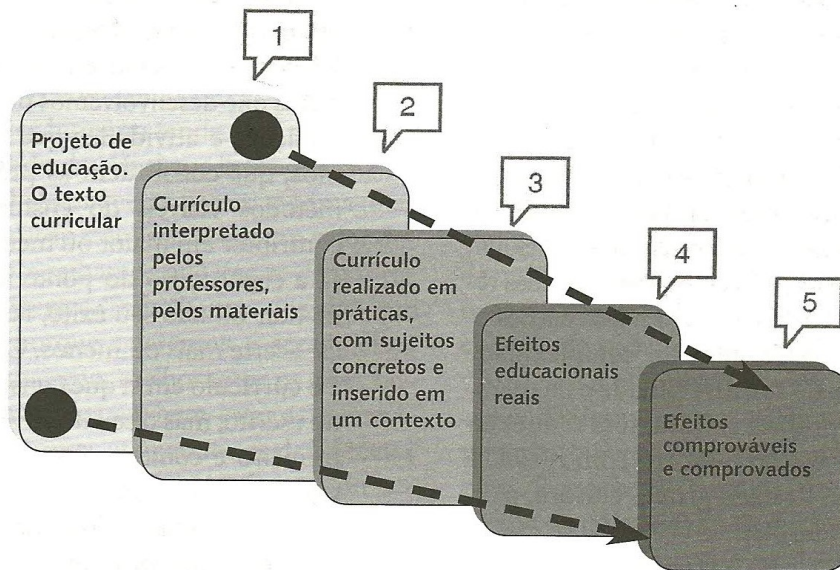 1
Projeto de
educação.
O texto
curricular
2
Currículo
interpretado
pelos
professores,
pelos materiais
3
Currículo
realizado em
práticas,
com sujeitos
concretos e
inserido em
um contexto
4
Efeitos
educacionais
reais
5
Efeitos
comprováveis
e comprovados